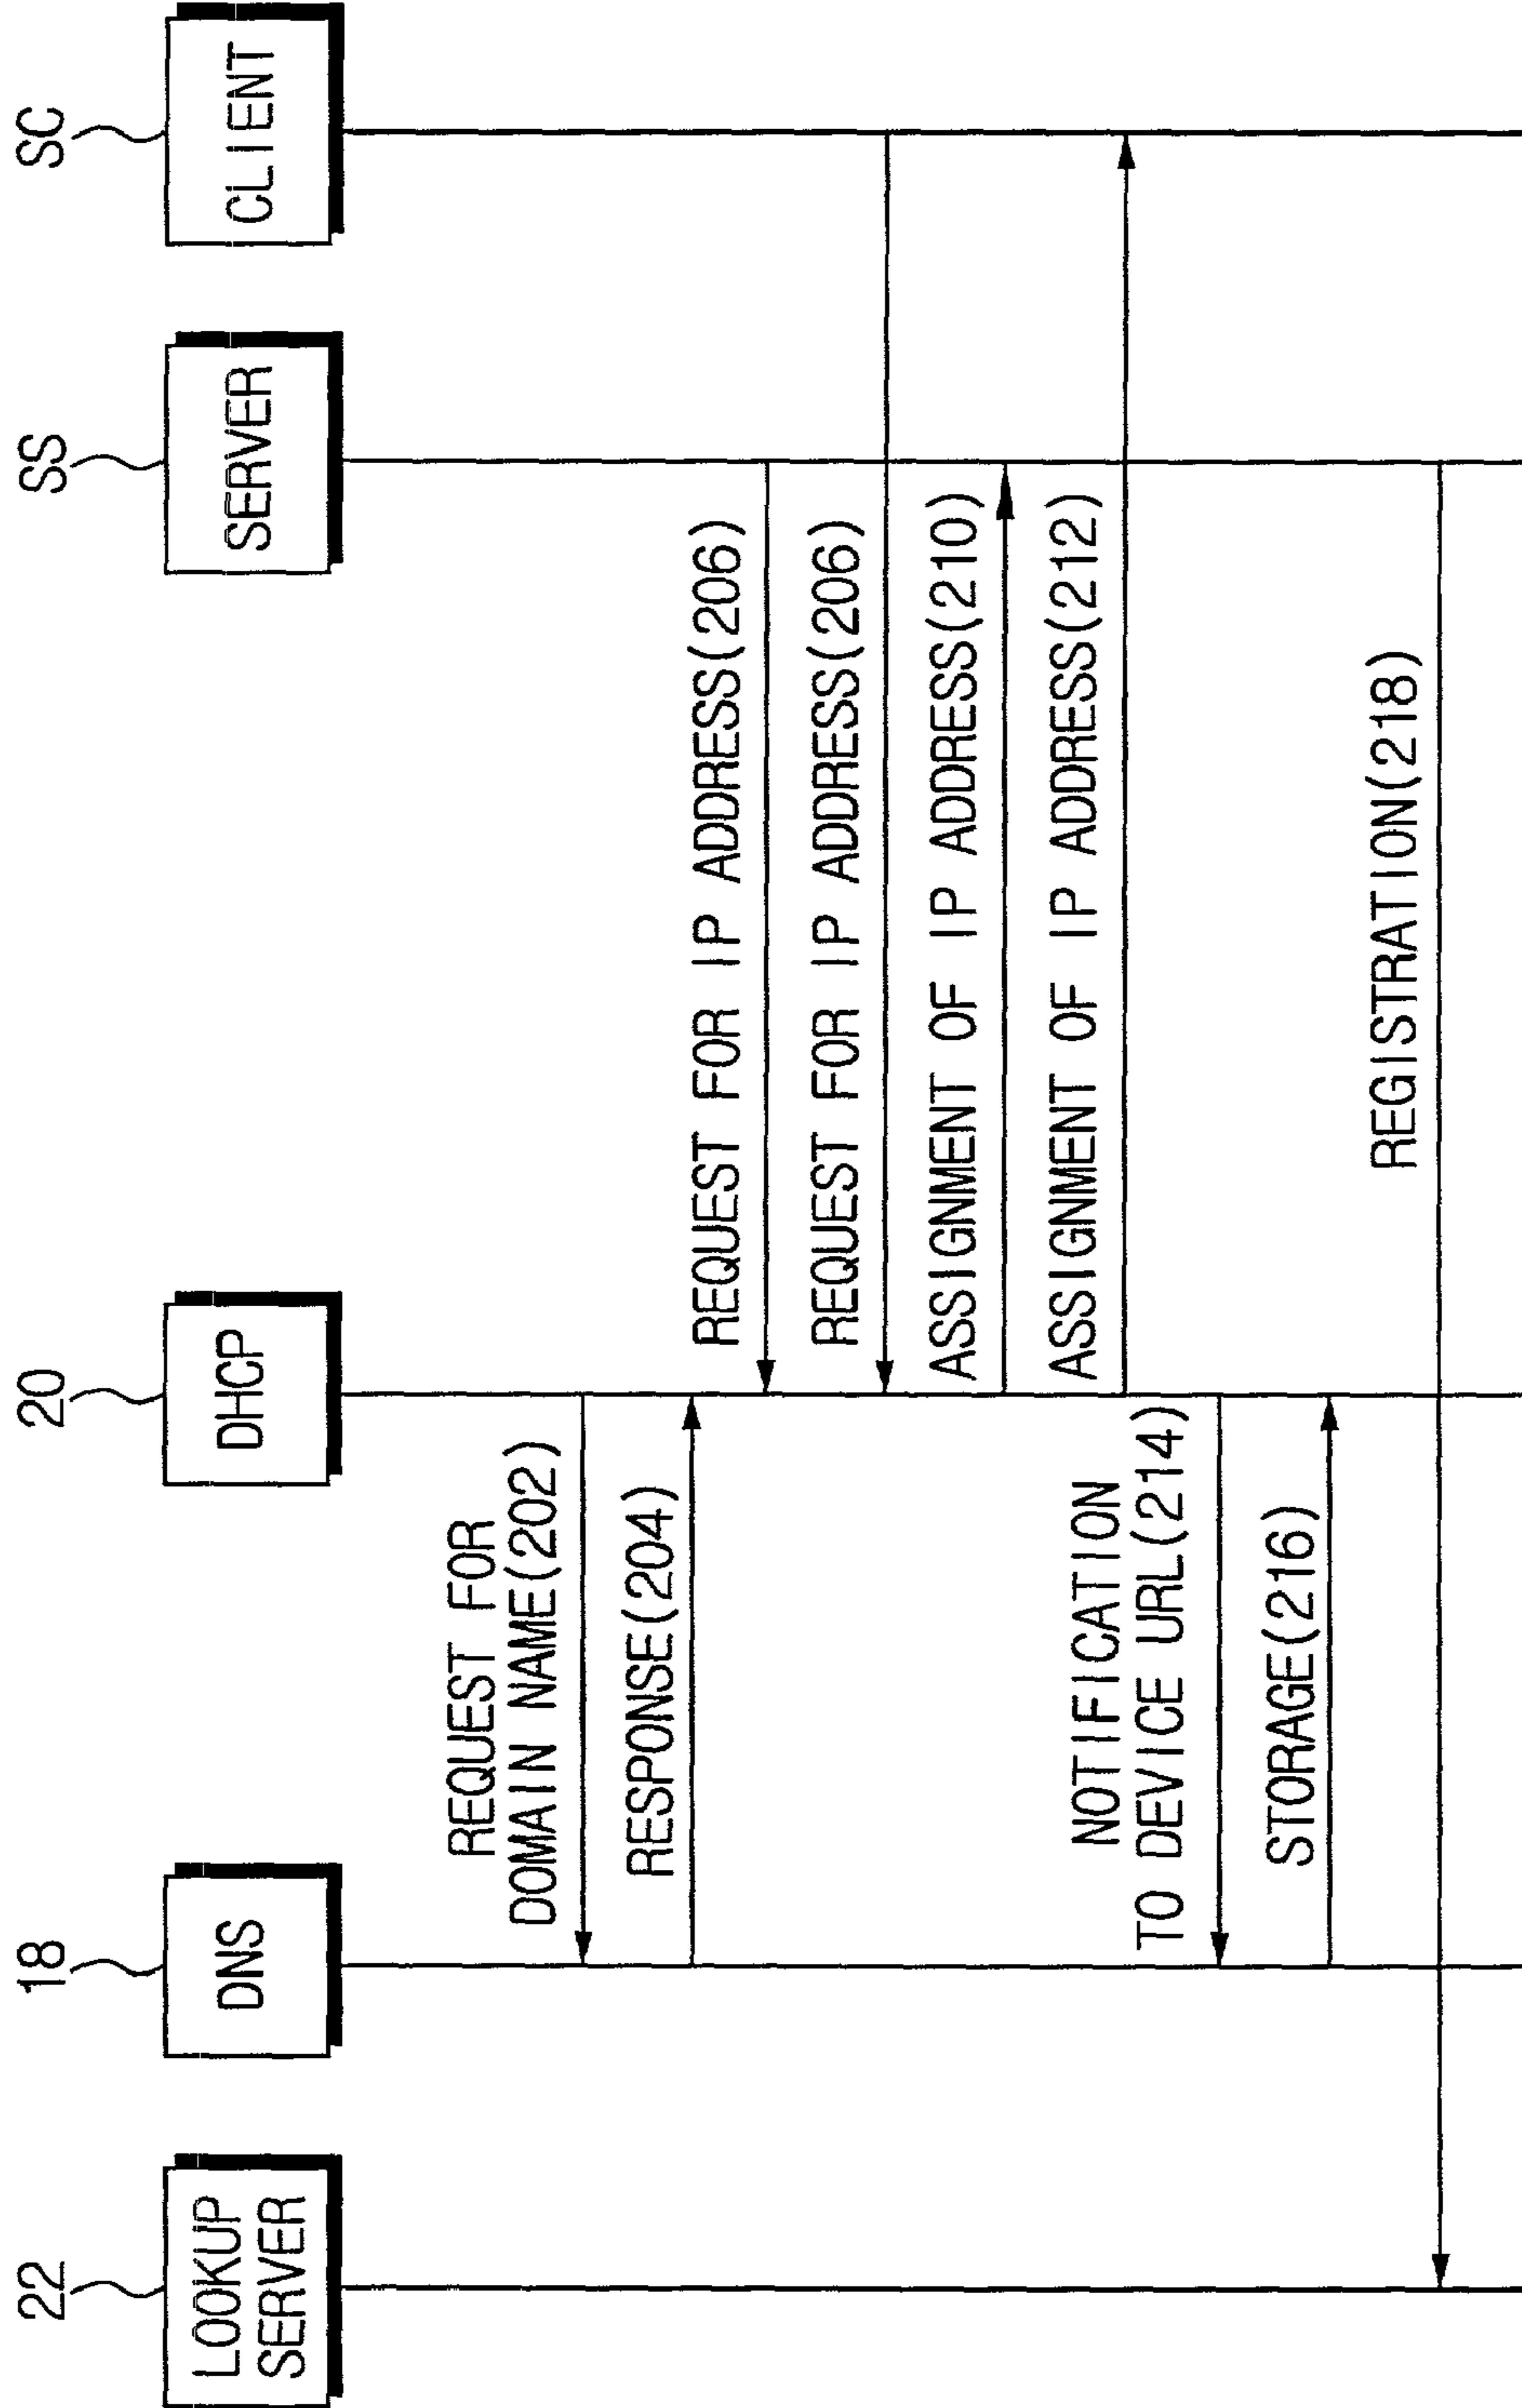 22
18
20
SS
SC
LOOKUP
SERVER
DNS
DHCP
SERVER
CLIENT
REQUEST FOR
DOMAIN NAME(202)
RESPONSE(204)
REQUEST FOR IP ADDRESS(206)
REQUEST FOR IP ADDRESS(206)
ASSIGNMENT OF IP ADDRESS(210)
ASSIGNMENT OF IP ADDRESS(212)
NOTIFICATION
TO DEVICE URL(214)
STORAGE(216)
REGISTRATION(218)